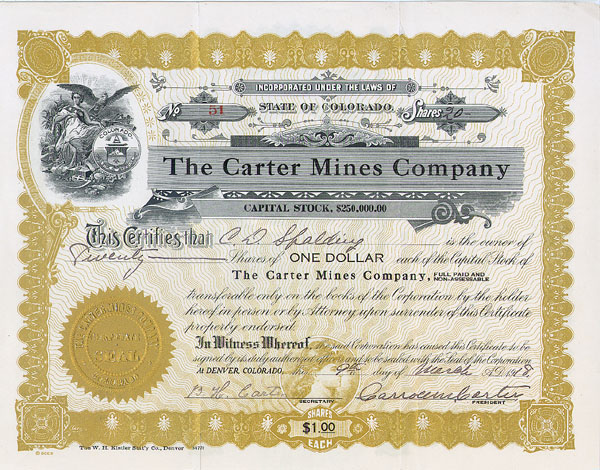 INCORPORATED UNDER THE LAWS OF
No 51 STATE OF COLORADO. Shares 20
COLORADO
The Carter Mines Company
CAPITAL STOCK, $250,000.00
This Certifies that C. D. Spalding is the owner of
Twenty Shares of ONE DOLLAR each of the Capital Stock of
The Carter Mines Company, FULL PAID AND NON-ASSESSABLE
transferable only on the books of the Corporation by the holder
hereof in person or by Attorney upon surrender of this Certificate
properly endorsed.
In Witness Whereof, the said Corporation has caused this Certificate to be
signed by its duly authorized officers and to be sealed with the Seal of the Corporation
At DENVER, COLORADO, this 9th day of March A.D. 1918
SEAL
B. H. Carter Carroll M. Carter
SECRETARY PRESIDENT
SHARES
$1.00
EACH
The W. H. Kistler Stat'y Co., Denver